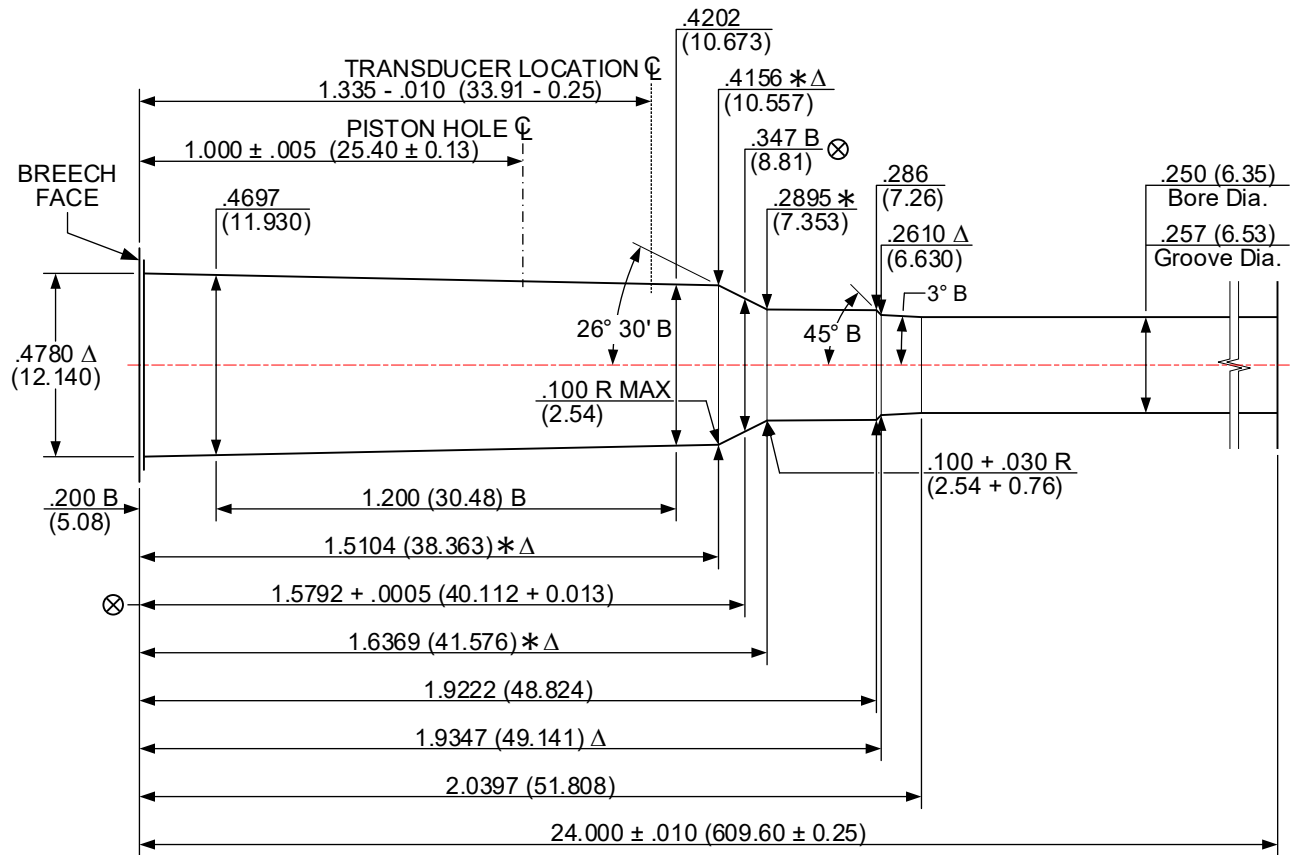 .4202
(10.673)
TRANSDUCER LOCATION ℄
1.335 - .010 (33.91 - 0.25)
.4156 * Δ
(10.557)
PISTON HOLE ℄
1.000 ± .005 (25.40 ± 0.13)
.347 B ⊗
(8.81)
BREECH
FACE
.4697
(11.930)
.2895 *
(7.353)
.286
(7.26)
.250 (6.35)
Bore Dia.
.2610 Δ
(6.630)
.257 (6.53)
Groove Dia.
3° B
26° 30' B
45° B
.4780 Δ
(12.140)
.100 R MAX
(2.54)
.100 + .030 R
(2.54 + 0.76)
.200 B
(5.08)
1.200 (30.48) B
1.5104 (38.363) * Δ
⊗ 1.5792 + .0005 (40.112 + 0.013)
1.6369 (41.576) * Δ
1.9222 (48.824)
1.9347 (49.141) Δ
2.0397 (51.808)
24.000 ± .010 (609.60 ± 0.25)